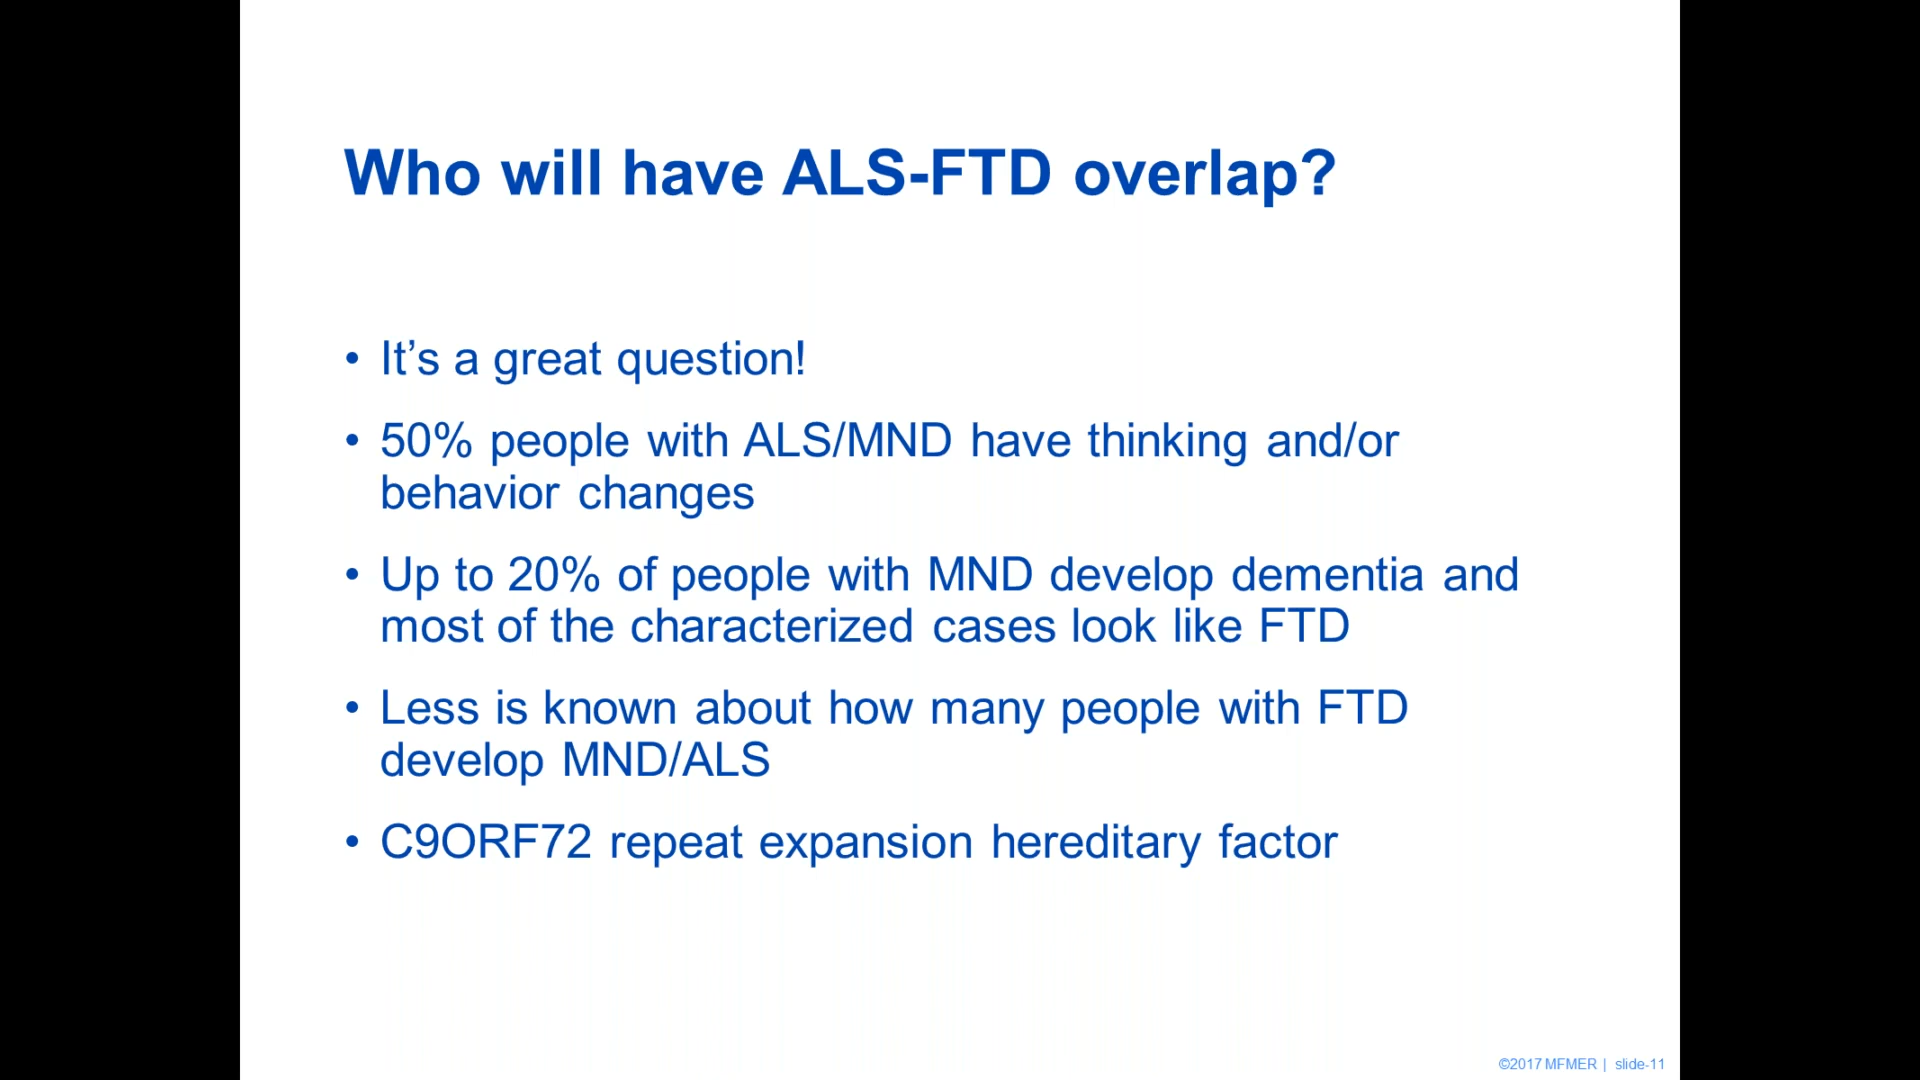 Who will have ALS-FTD overlap?
• It’s a great question!
• 50% people with ALS/MND have thinking and/or
behavior changes
• Up to 20% of people with MND develop dementia and
most of the characterized cases look like FTD
• Less is known about how many people with FTD
develop MND/ALS
• C9ORF72 repeat expansion hereditary factor
©2017 MFMER | slide-11